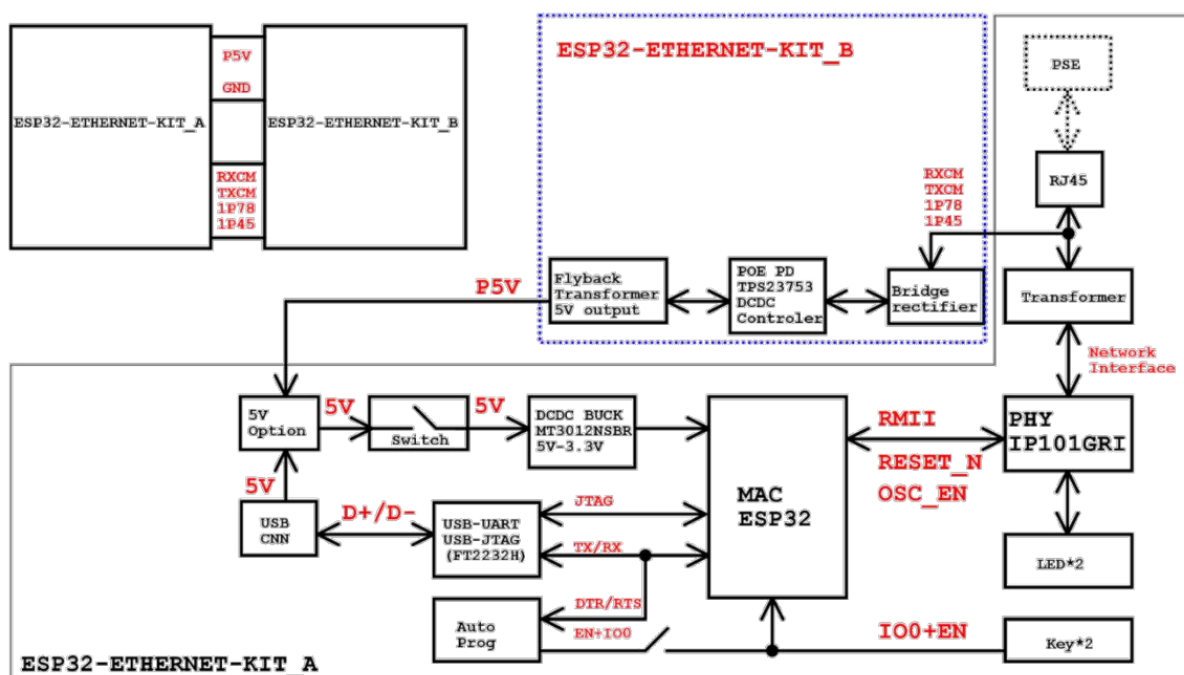 ESP32-ETHERNET-KIT_A
P5V
GND
RXCM
TXCM
1P78
1P45
ESP32-ETHERNET-KIT_B
ESP32-ETHERNET-KIT_B
PSE
RJ45
RXCM
TXCM
1P78
1P45
P5V
Flyback
Transformer
5V output
POE PD
TPS23753
DCDC
Controler
Bridge
rectifier
Transformer
Network
Interface
5V
Option
5V
Switch
5V
DCDC BUCK
MT3012NSBR
5V-3.3V
MAC
ESP32
RMII
RESET_N
OSC_EN
PHY
IP101GRI
5V
USB
CNN
D+/D-
USB-UART
USB-JTAG
(FT2232H)
JTAG
TX/RX
LED*2
DTR/RTS
Auto
Prog
EN+IO0
IO0+EN
Key*2
ESP32-ETHERNET-KIT_A